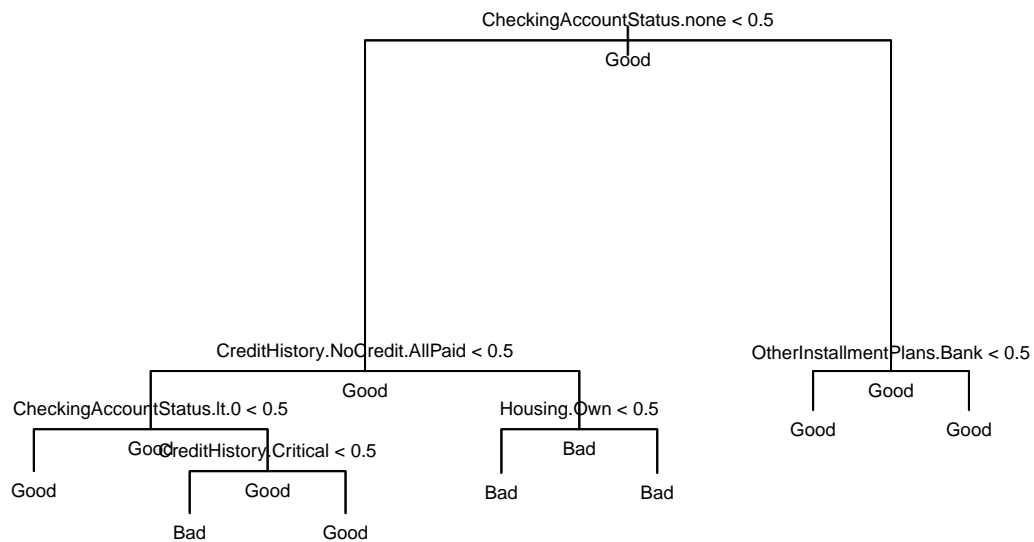 CheckingAccountStatus.none < 0.5
Good
CreditHistory.NoCredit.AllPaid < 0.5
OtherInstallmentPlans.Bank < 0.5
Good
Good
CheckingAccountStatus.lt.0 < 0.5
Housing.Own < 0.5
Good
Good
Good
Bad
CreditHistory.Critical < 0.5
Good
Good
Bad
Bad
Bad
Good